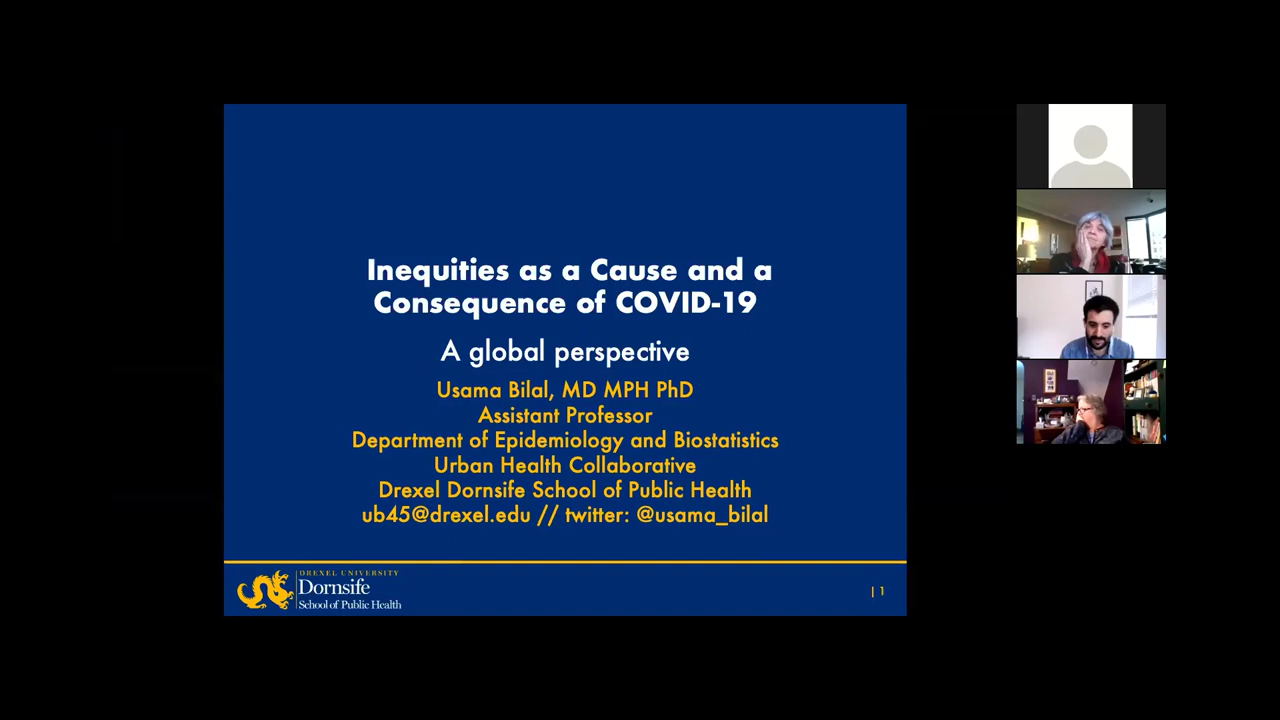 Inequities as a Cause and a
Consequence of COVID-19
A global perspective
Usama Bilal, MD MPH PhD
Assistant Professor
Department of Epidemiology and Biostatistics
Urban Health Collaborative
Drexel Dornsife School of Public Health
ub45@drexel.edu // twitter: @usama_bilal
DREXEL UNIVERSITY
Dornsife
School of Public Health
| 1